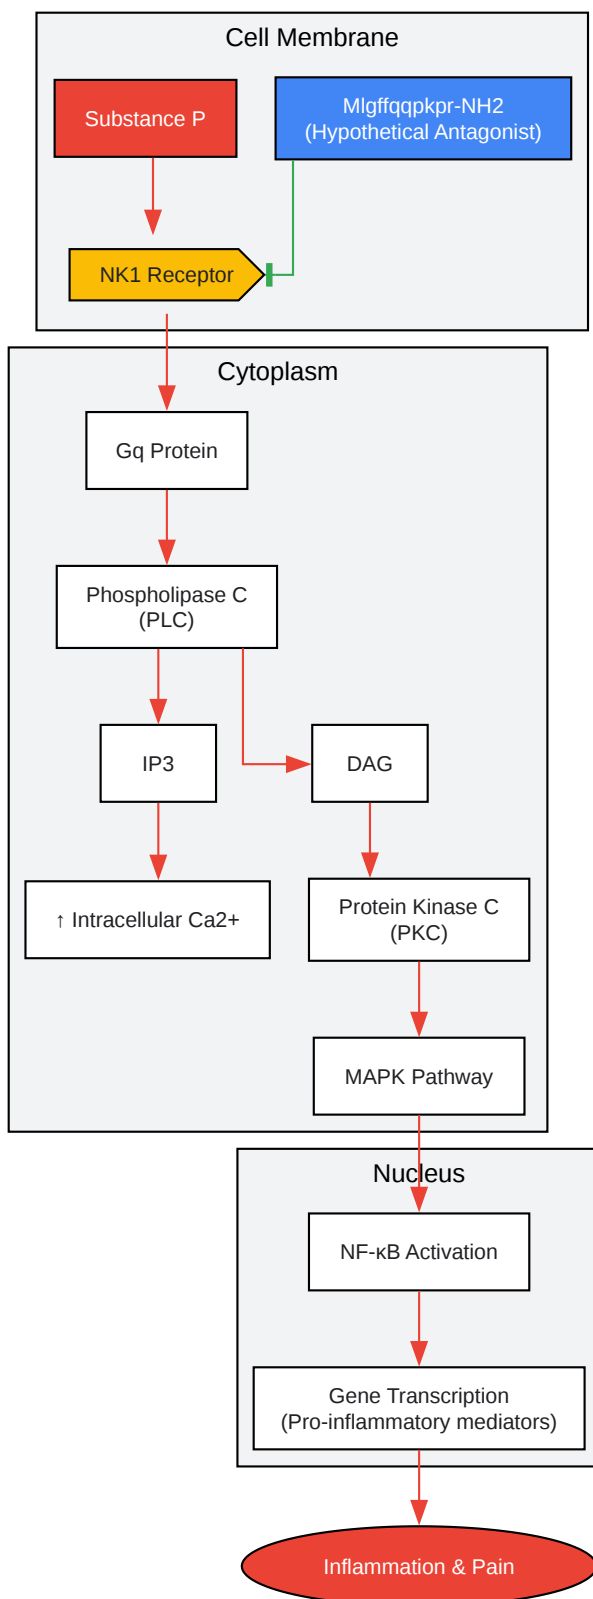 Cell Membrane
Substance P
Mlgffqqpkpr-NH2
(Hypothetical Antagonist)
NK1 Receptor
Cytoplasm
Gq Protein
Phospholipase C
(PLC)
IP3
DAG
↑ Intracellular Ca2+
Protein Kinase C
(PKC)
MAPK Pathway
Nucleus
NF-κB Activation
Gene Transcription
(Pro-inflammatory mediators)
Inflammation & Pain